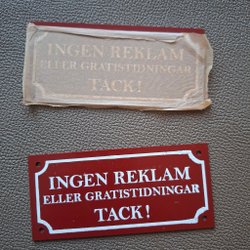 INGEN REKLAM
ELLER GRATISTIDNINGAR
TACK!
INGEN REKLAM
ELLER GRATISTIDNINGAR
TACK!